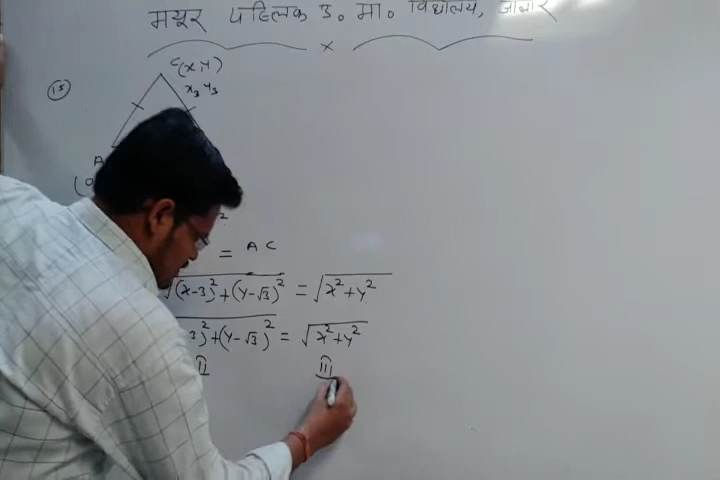 मयूर पब्लिक उ० मा० विद्यालय,
×
(15)
C(x, y)
x₃ y₃
A
(0
2
= AC
√(x-3)²+(y-√3)² = √x²+y²
3)²+(y-√3)² = √x²+y²
II III